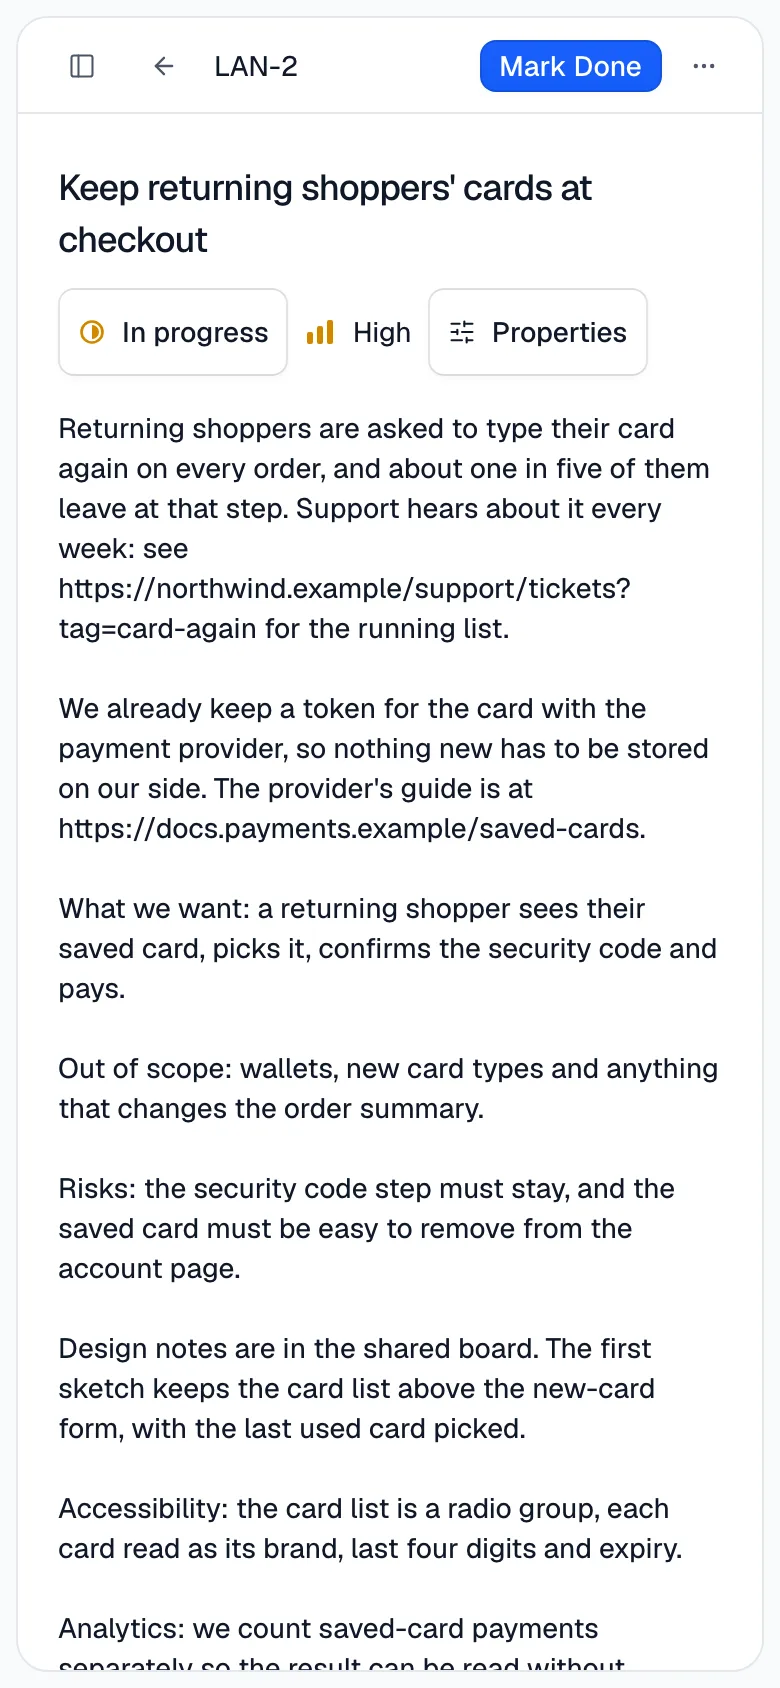 LAN-2
Mark Done
Keep returning shoppers' cards at
checkout
In progress
High
Properties
Returning shoppers are asked to type their card
again on every order, and about one in five of them
leave at that step. Support hears about it every
week: see
https://northwind.example/support/tickets?
tag=card-again for the running list.
We already keep a token for the card with the
payment provider, so nothing new has to be stored
on our side. The provider's guide is at
https://docs.payments.example/saved-cards.
What we want: a returning shopper sees their
saved card, picks it, confirms the security code and
pays.
Out of scope: wallets, new card types and anything
that changes the order summary.
Risks: the security code step must stay, and the
saved card must be easy to remove from the
account page.
Design notes are in the shared board. The first
sketch keeps the card list above the new-card
form, with the last used card picked.
Accessibility: the card list is a radio group, each
card read as its brand, last four digits and expiry.
Analytics: we count saved-card payments
separately so the result can be read without